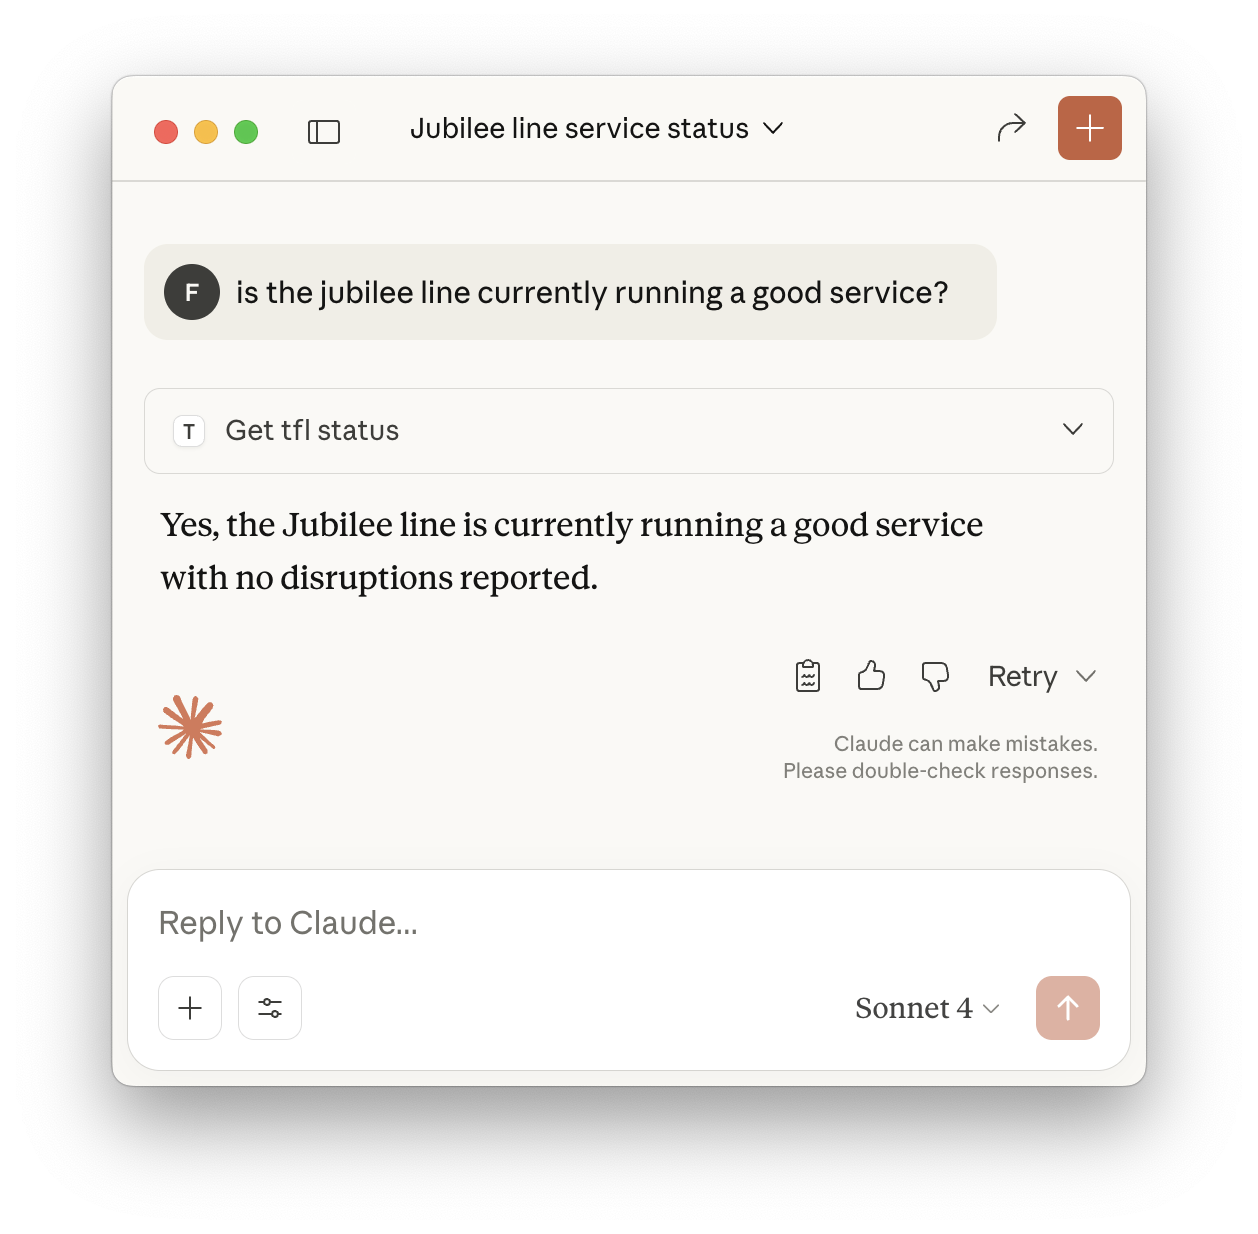 Jubilee line service status
F
is the jubilee line currently running a good service?
T
Get tfl status
Yes, the Jubilee line is currently running a good service
with no disruptions reported.
Retry
Claude can make mistakes.
Please double-check responses.
Reply to Claude...
Sonnet 4